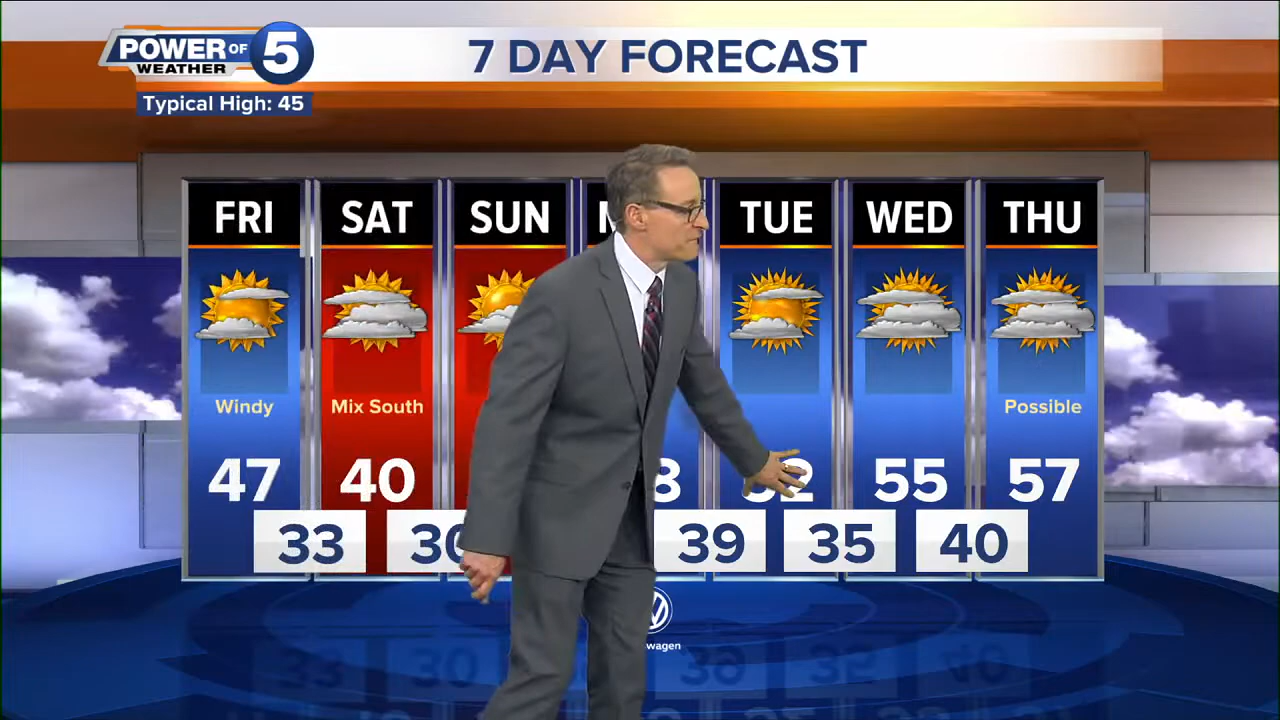 POWER OF 5
WEATHER
Typical High: 45
7 DAY FORECAST
FRI SAT SUN TUE WED THU
Windy Mix South Possible
47 40 55 57
33 30 39 35 40